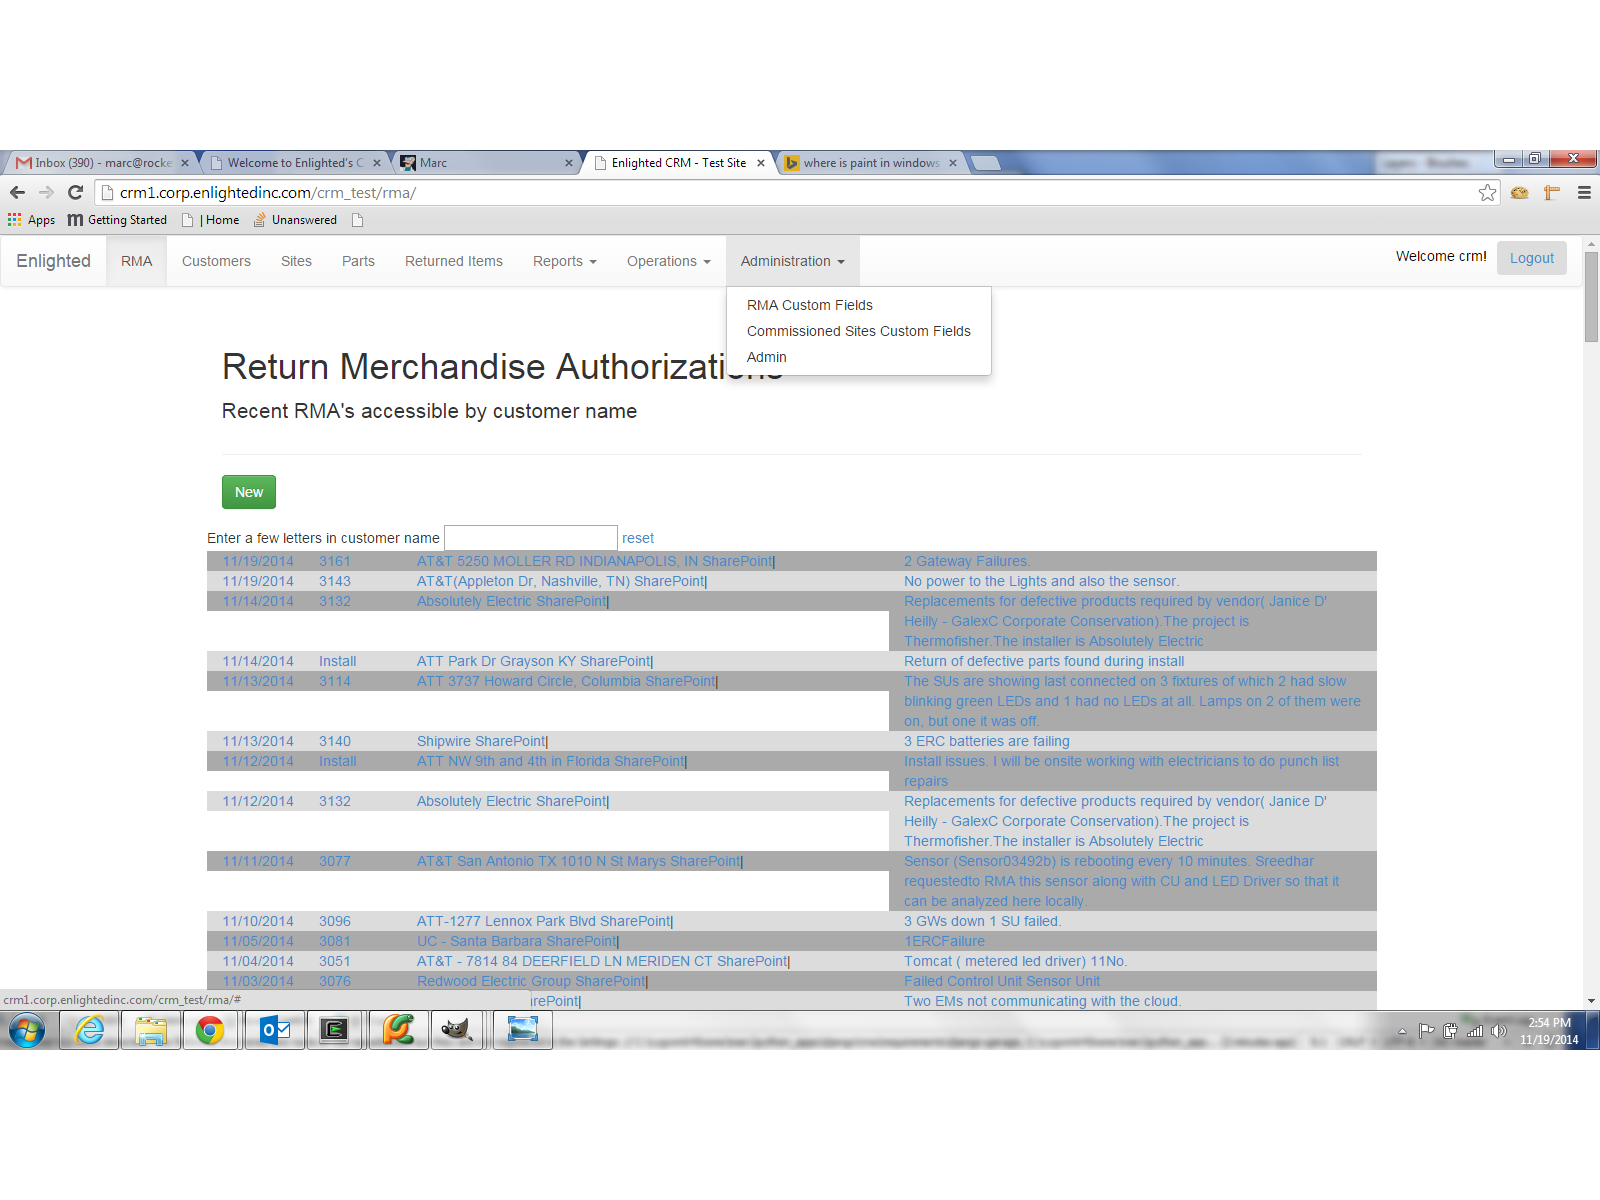 Inbox (390) - marc@rocke
Welcome to Enlighted's C
Marc
Enlighted CRM - Test Site
where is paint in windows
crm1.corp.enlightedinc.com/crm_test/rma/
Apps
Getting Started
| Home
Unanswered
Enlighted
RMA
Customers
Sites
Parts
Returned Items
Reports
Operations
Administration
Welcome crm!
Logout
RMA Custom Fields
Commissioned Sites Custom Fields
Admin
Return Merchandise Authorizations
Recent RMA's accessible by customer name
New
Enter a few letters in customer name reset
11/19/2014 3161 AT&T 5250 MOLLER RD INDIANAPOLIS, IN SharePoint| 2 Gateway Failures.
11/19/2014 3143 AT&T(Appleton Dr, Nashville, TN) SharePoint| No power to the Lights and also the sensor.
11/14/2014 3132 Absolutely Electric SharePoint| Replacements for defective products required by vendor( Janice D'
Heilly - GalexC Corporate Conservation).The project is
Thermofisher.The installer is Absolutely Electric
11/14/2014 Install ATT Park Dr Grayson KY SharePoint| Return of defective parts found during install
11/13/2014 3114 ATT 3737 Howard Circle, Columbia SharePoint| The SUs are showing last connected on 3 fixtures of which 2 had slow
blinking green LEDs and 1 had no LEDs at all. Lamps on 2 of them were
on, but one it was off.
11/13/2014 3140 Shipwire SharePoint| 3 ERC batteries are failing
11/12/2014 Install ATT NW 9th and 4th in Florida SharePoint| Install issues. I will be onsite working with electricians to do punch list
repairs
11/12/2014 3132 Absolutely Electric SharePoint| Replacements for defective products required by vendor( Janice D'
Heilly - GalexC Corporate Conservation).The project is
Thermofisher.The installer is Absolutely Electric
11/11/2014 3077 AT&T San Antonio TX 1010 N St Marys SharePoint| Sensor (Sensor03492b) is rebooting every 10 minutes. Sreedhar
requestedto RMA this sensor along with CU and LED Driver so that it
can be analyzed here locally.
11/10/2014 3096 ATT-1277 Lennox Park Blvd SharePoint| 3 GWs down 1 SU failed.
11/05/2014 3081 UC - Santa Barbara SharePoint| 1ERCFailure
11/04/2014 3051 AT&T - 7814 84 DEERFIELD LN MERIDEN CT SharePoint| Tomcat ( metered led driver) 11No.
11/03/2014 3076 Redwood Electric Group SharePoint| Failed Control Unit Sensor Unit
crm1.corp.enlightedinc.com/crm_test/rma/# rePoint| Two EMs not communicating with the cloud.
2:54 PM
11/19/2014